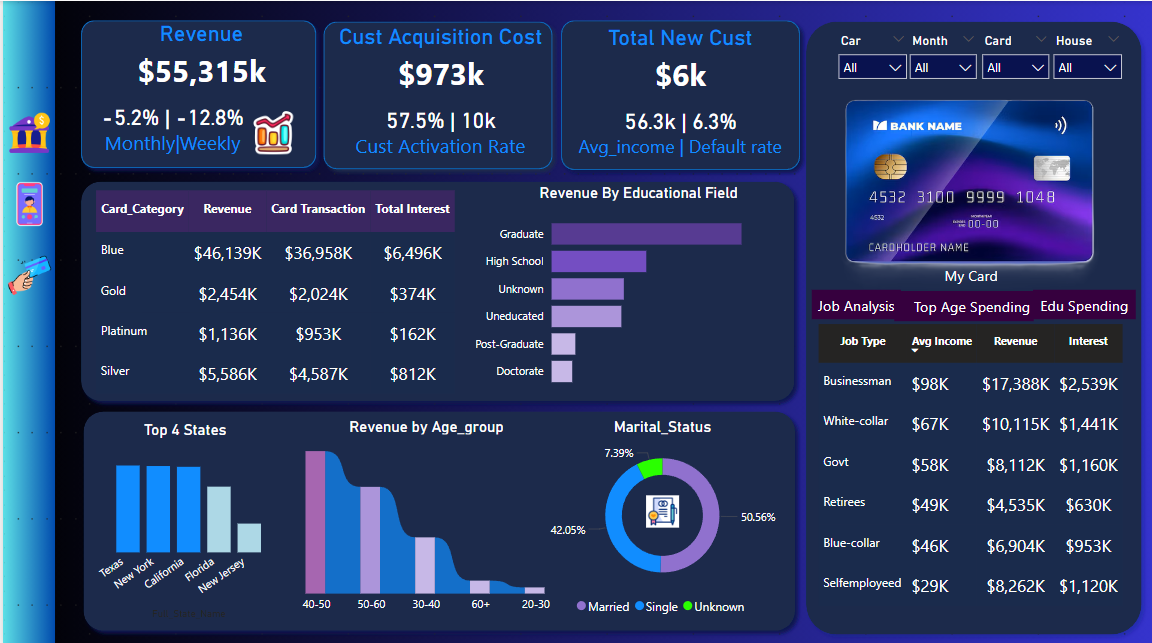 Revenue
$55,315k
-5.2% | -12.8%
Monthly|Weekly
Cust Acquisition Cost
$973k
57.5% | 10k
Cust Activation Rate
Total New Cust
$6k
56.3k | 6.3%
Avg_income | Default rate
Car Month Card House
All All All All
BANK NAME
4532 3100 9999 1048
4532
00-00
CARDHOLDER NAME
My Card
Card_Category Revenue Card Transaction Total Interest
Blue $46,139K $36,958K $6,496K
Gold $2,454K $2,024K $374K
Platinum $1,136K $953K $162K
Silver $5,586K $4,587K $812K
Revenue By Educational Field
Graduate
High School
Unknown
Uneducated
Post-Graduate
Doctorate
Job Analysis Top Age Spending Edu Spending
Job Type Avg Income Revenue Interest
Businessman $98K $17,388K $2,539K
White-collar $67K $10,115K $1,441K
Govt $58K $8,112K $1,160K
Retirees $49K $4,535K $630K
Blue-collar $46K $6,904K $953K
Selfemployeed $29K $8,262K $1,120K
Top 4 States
Texas
New York
California
Florida
New Jersey
Revenue by Age_group
40-50 50-60 30-40 60+ 20-30
Marital_Status
7.39%
50.56%
42.05%
Married Single Unknown